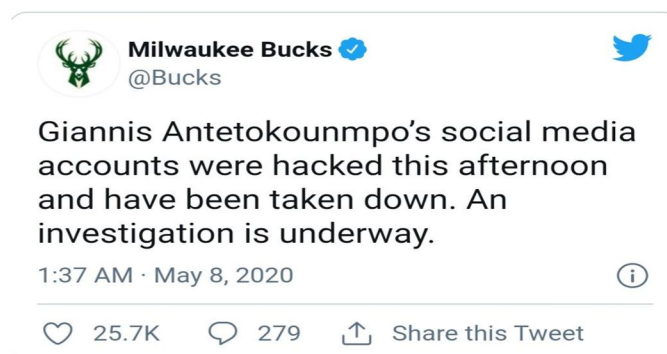 Milwaukee Bucks
@Bucks
Giannis Antetokounmpo’s social media
accounts were hacked this afternoon
and have been taken down. An
investigation is underway.
1:37 AM · May 8, 2020
25.7K 279 Share this Tweet